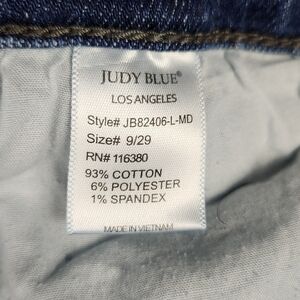 JUDY BLUE®
LOS ANGELES
Style# JB82406-L-MD
Size# 9/29
RN# 116380
93% COTTON
6% POLYESTER
1% SPANDEX
MADE IN VIETNAM